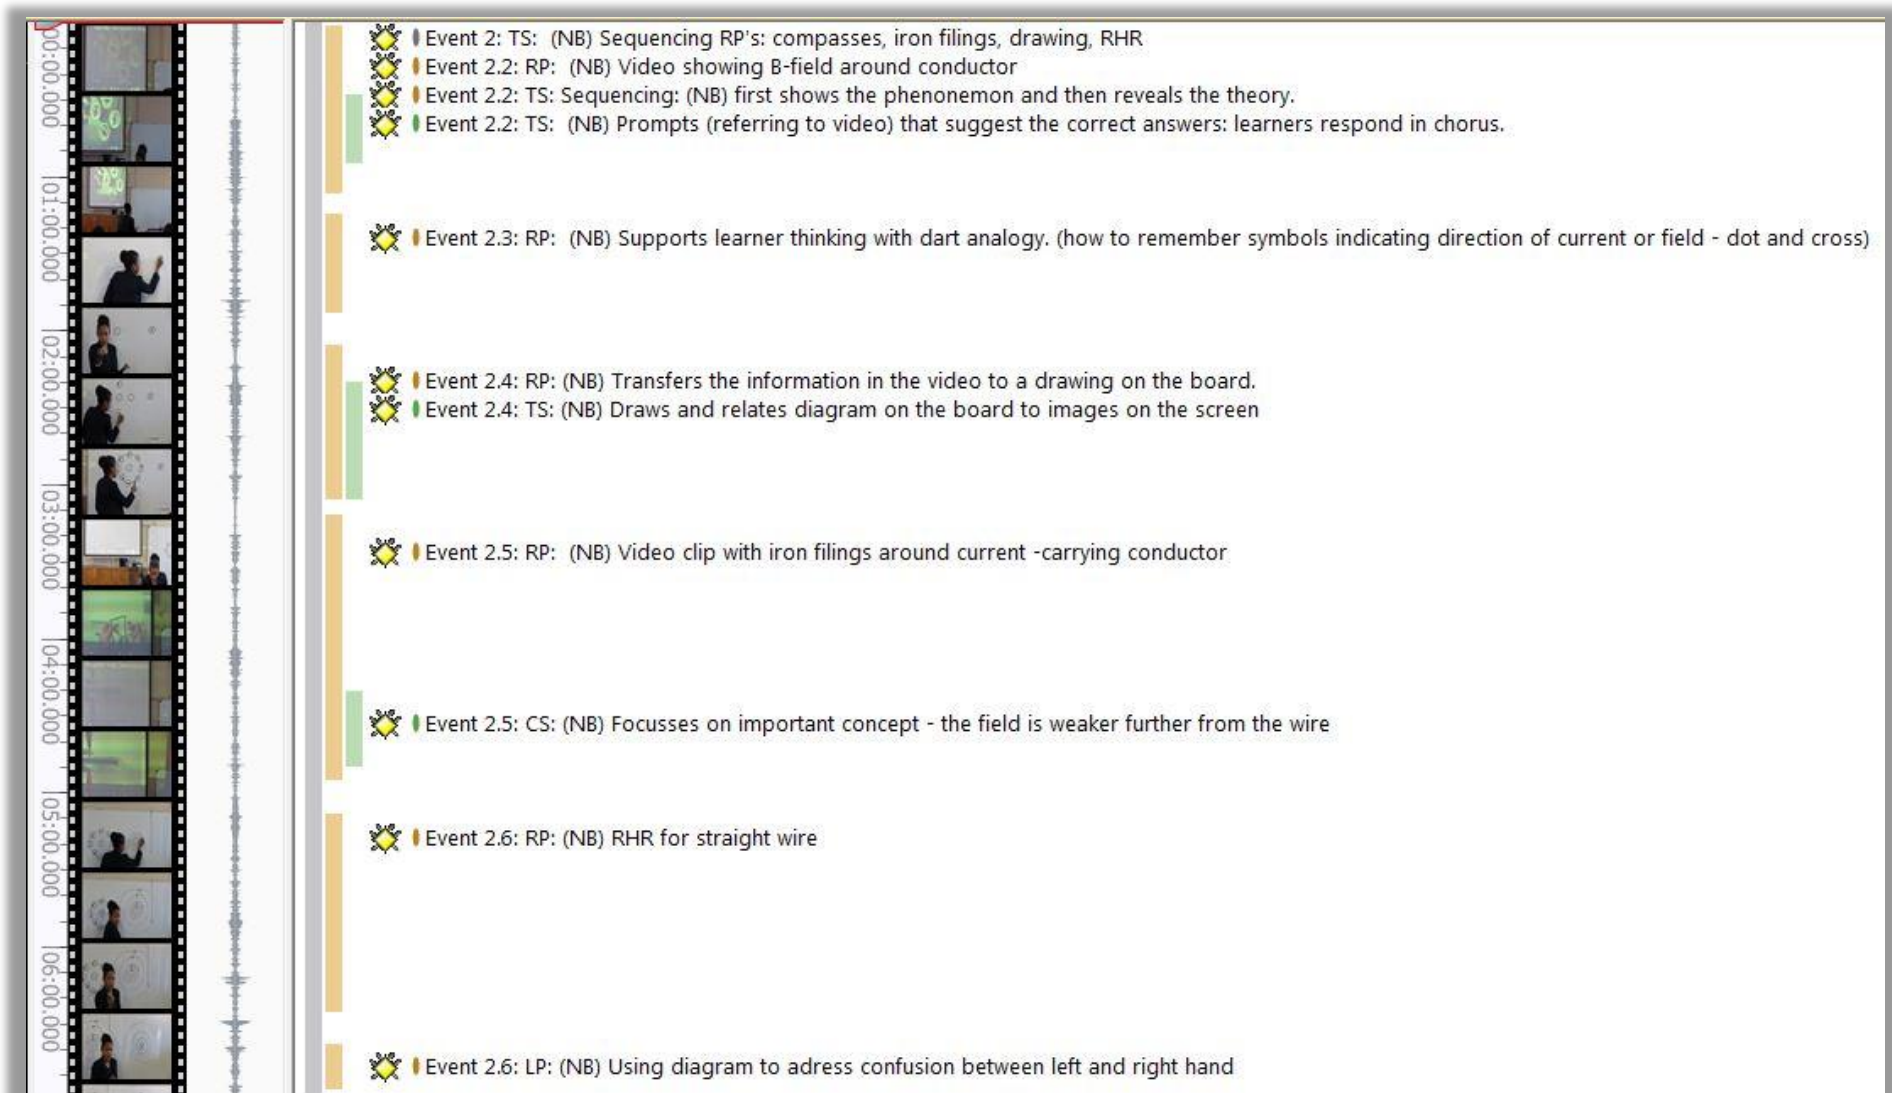 00:00.000
Event 2: TS:  (NB) Sequencing RP's: compasses, iron filings, drawing, RHR
Event 2.2: RP:  (NB) Video showing B-field around conductor
Event 2.2: TS: Sequencing: (NB) first shows the phenonemon and then reveals the theory.
Event 2.2: TS:  (NB) Prompts (referring to video) that suggest the correct answers: learners respond in chorus.
01:00.000
Event 2.3: RP:  (NB) Supports learner thinking with dart analogy. (how to remember symbols indicating direction of current or field - dot and cross)
02:00.000
Event 2.4: RP: (NB) Transfers the information in the video to a drawing on the board.
Event 2.4: TS: (NB) Draws and relates diagram on the board to images on the screen
03:00.000
Event 2.5: RP:  (NB) Video clip with iron filings around current -carrying conductor
04:00.000
Event 2.5: CS: (NB) Focusses on important concept - the field is weaker further from the wire
05:00.000
Event 2.6: RP: (NB) RHR for straight wire
06:00.000
Event 2.6: LP: (NB) Using diagram to adress confusion between left and right hand